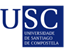 USC
UNIVERSIDADE
DE SANTIAGO
DE COMPOSTELA